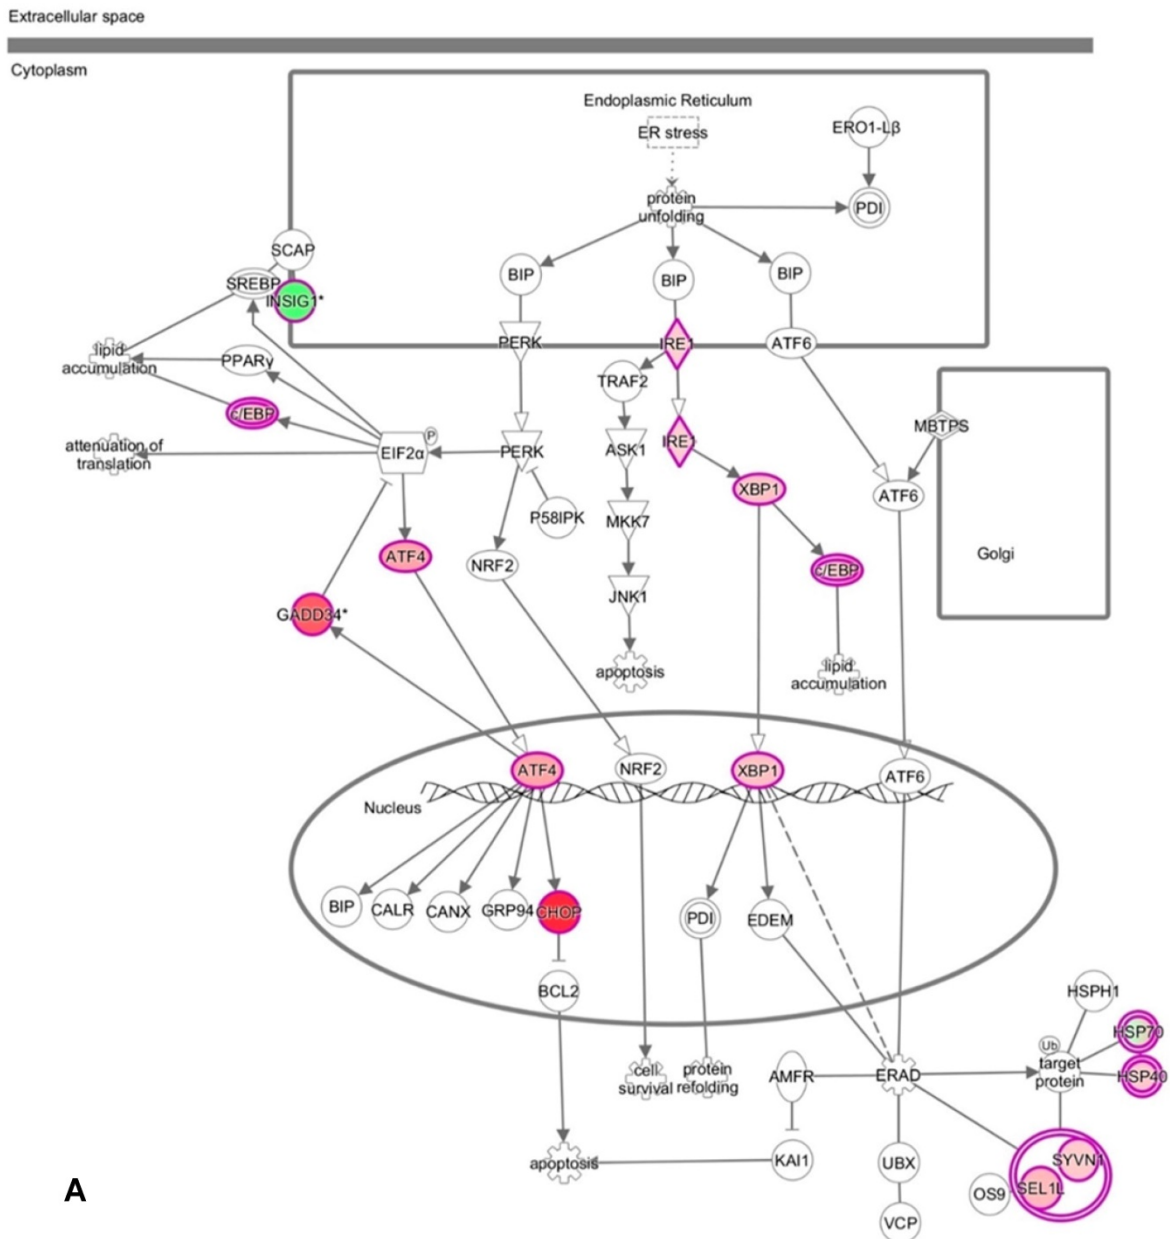 Extracellular space
Cytoplasm
Endoplasmic Reticulum
ER stress
ERO1-Lβ
protein
unfolding
PDI
SCAP
SREBP
INSIG1*
BIP
BIP
BIP
PERK
IRE1
ATF6
lipid
accumulation
PPARγ
TRAF2
c/EBP
MBTPS
attenuation of
translation
EIF2α
P
PERK
ASK1
IRE1
XBP1
ATF6
P58IPK
MKK7
ATF4
NRF2
c/EBP
Golgi
JNK1
GADD34*
apoptosis
lipid
accumulation
ATF4
NRF2
XBP1
ATF6
Nucleus
BIP
CALR
CANX
GRP94
CHOP
PDI
EDEM
BCL2
HSPH1
HSP70
Ub
target
protein
HSP40
cell
survival
protein
refolding
AMFR
ERAD
apoptosis
KAI1
UBX
SYVN1
SEL1L
OS9
VCP
A